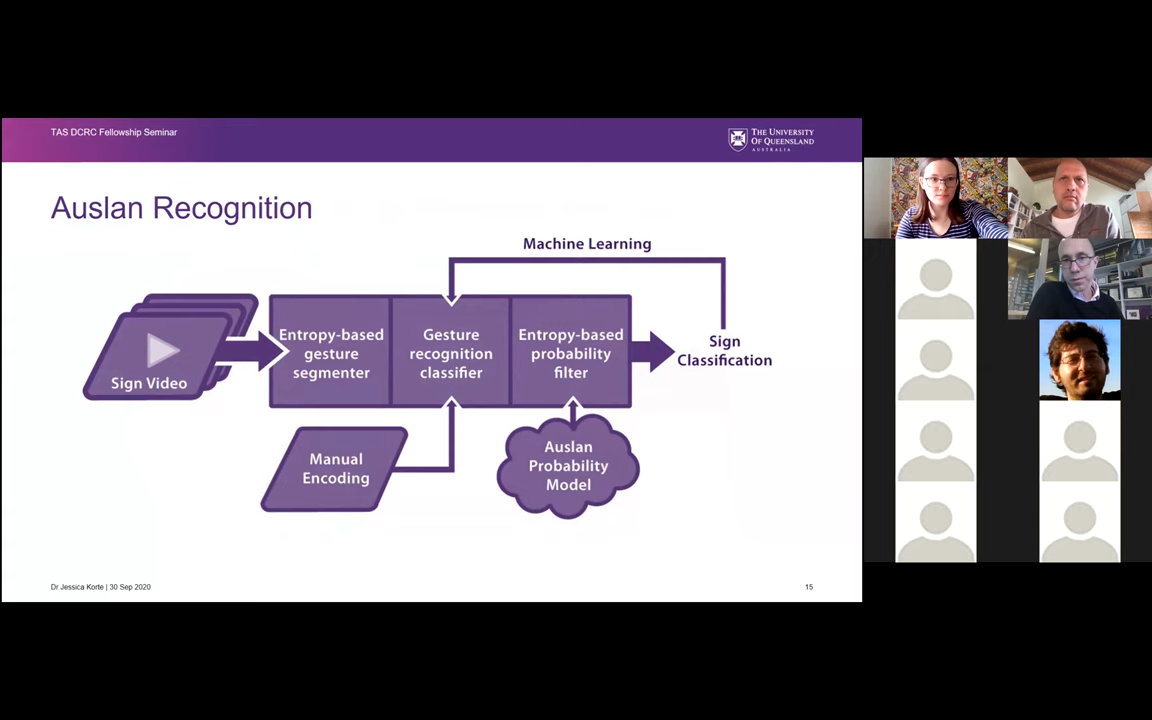 TAS DCRC Fellowship Seminar
THE UNIVERSITY
OF QUEENSLAND
AUSTRALIA
Auslan Recognition
Machine Learning
Sign Video
Entropy-based
gesture
segmenter
Gesture
recognition
classifier
Entropy-based
probability
filter
Sign
Classification
Manual
Encoding
Auslan
Probability
Model
Dr Jessica Korte | 30 Sep 2020
15